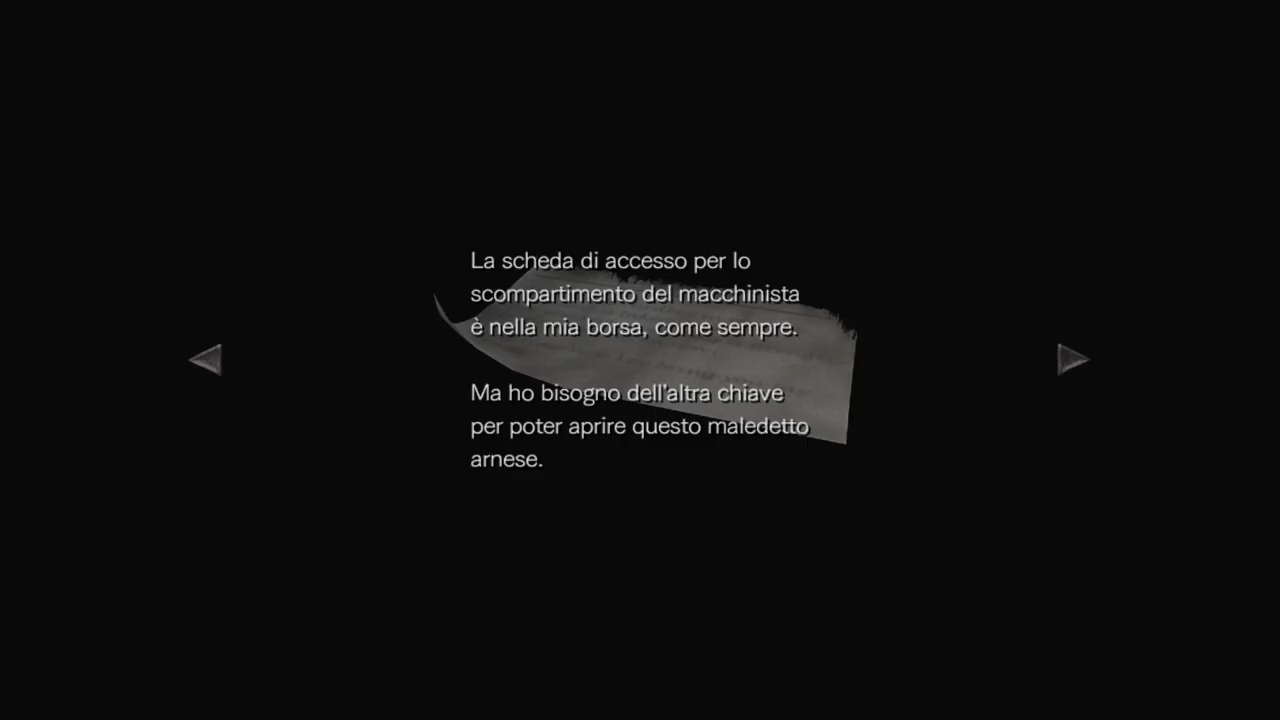 La scheda di accesso per lo
scompartimento del macchinista
è nella mia borsa, come sempre.
Ma ho bisogno dell'altra chiave
per poter aprire questo maledetto
arnese.